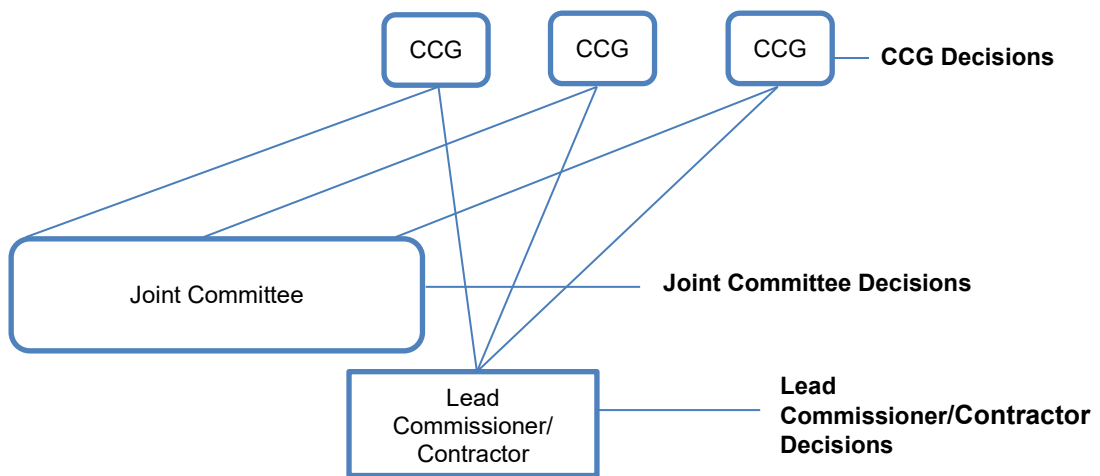 CCG
CCG
CCG
CCG Decisions
Joint Committee
Joint Committee Decisions
Lead
Commissioner/
Contractor
Lead
Commissioner/Contractor
Decisions